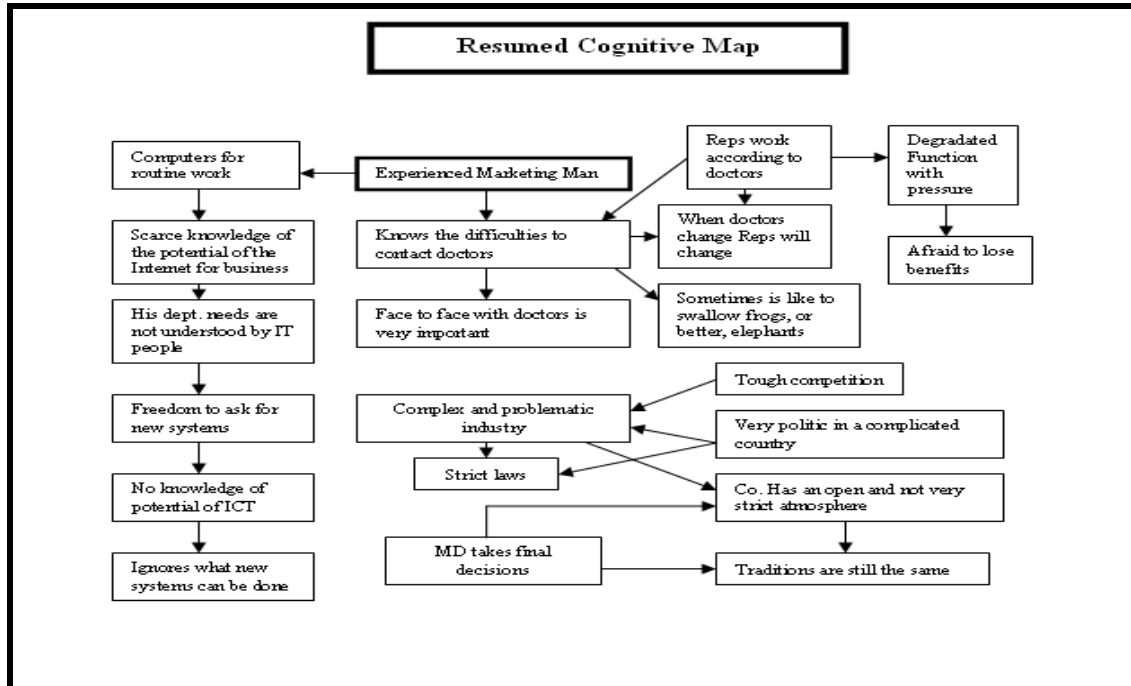 Resumed Cognitive Map
Computers for
routine work
Experienced Marketing Man
Reps work
according to
doctors
Degradated
Function
with
pressure
Scarce knowledge of
the potential of the
Internet for business
Knows the difficulties to
contact doctors
When doctors
change Reps will
change
Afraid to lose
benefits
His dept. needs are
not understood by IT
people
Face to face with doctors is
very important
Sometimes is like to
swallow frogs, or
better, elephants
Tough competition
Freedom to ask for
new systems
Complex and problematic
industry
Very politic in a complicated
country
Strict laws
No knowledge of
potential of ICT
Co. Has an open and not very
strict atmosphere
MD takes final
decisions
Ignores what new
systems can be done
Traditions are still the same